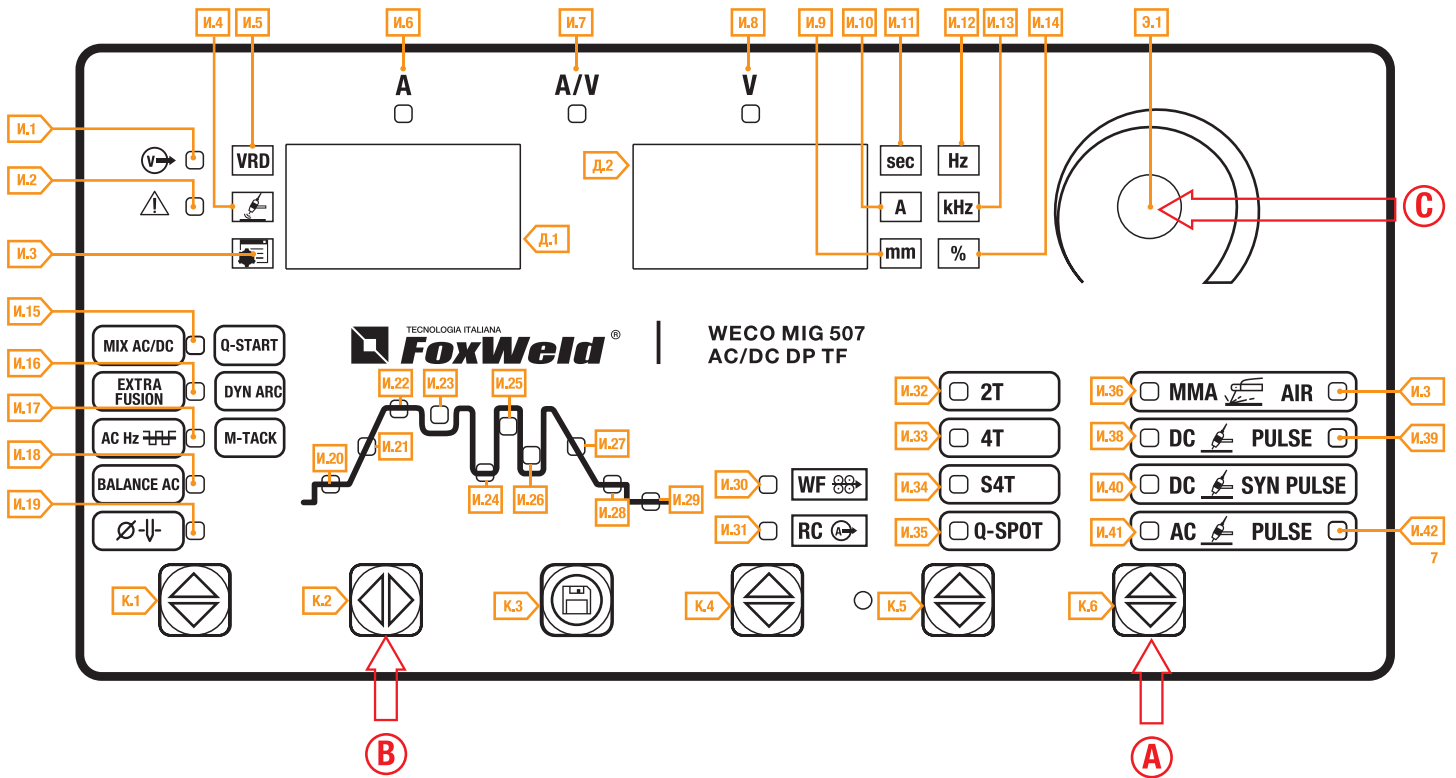 И.4
И.5
И.6
И.7
И.8
И.9
И.10
И.11
И.12
И.13
И.14
Э.1
A
A/V
V
И.1
V
VRD
Д.2
sec
Hz
И.2
A
kHz
C
И.3
Д.1
mm
%
И.15
MIX AC/DC
Q-START
TECNOLOGIA ITALIANA
FoxWeld ®
WECO MIG 507
AC/DC DP TF
И.16
EXTRA
FUSION
DYN ARC
И.22
И.23
И.25
И.32
2T
И.36
MMA
AIR
И.3
И.17
AC Hz
M-TACK
И.21
И.27
И.33
4T
И.38
DC
PULSE
И.39
И.18
BALANCE AC
И.20
И.24
И.26
И.28
И.29
И.30
WF
И.34
S4T
И.40
DC
SYN PULSE
И.19
Ø
И.31
RC
A
И.35
Q-SPOT
И.41
AC
PULSE
И.42
7
К.1
К.2
К.3
К.4
К.5
К.6
B
A